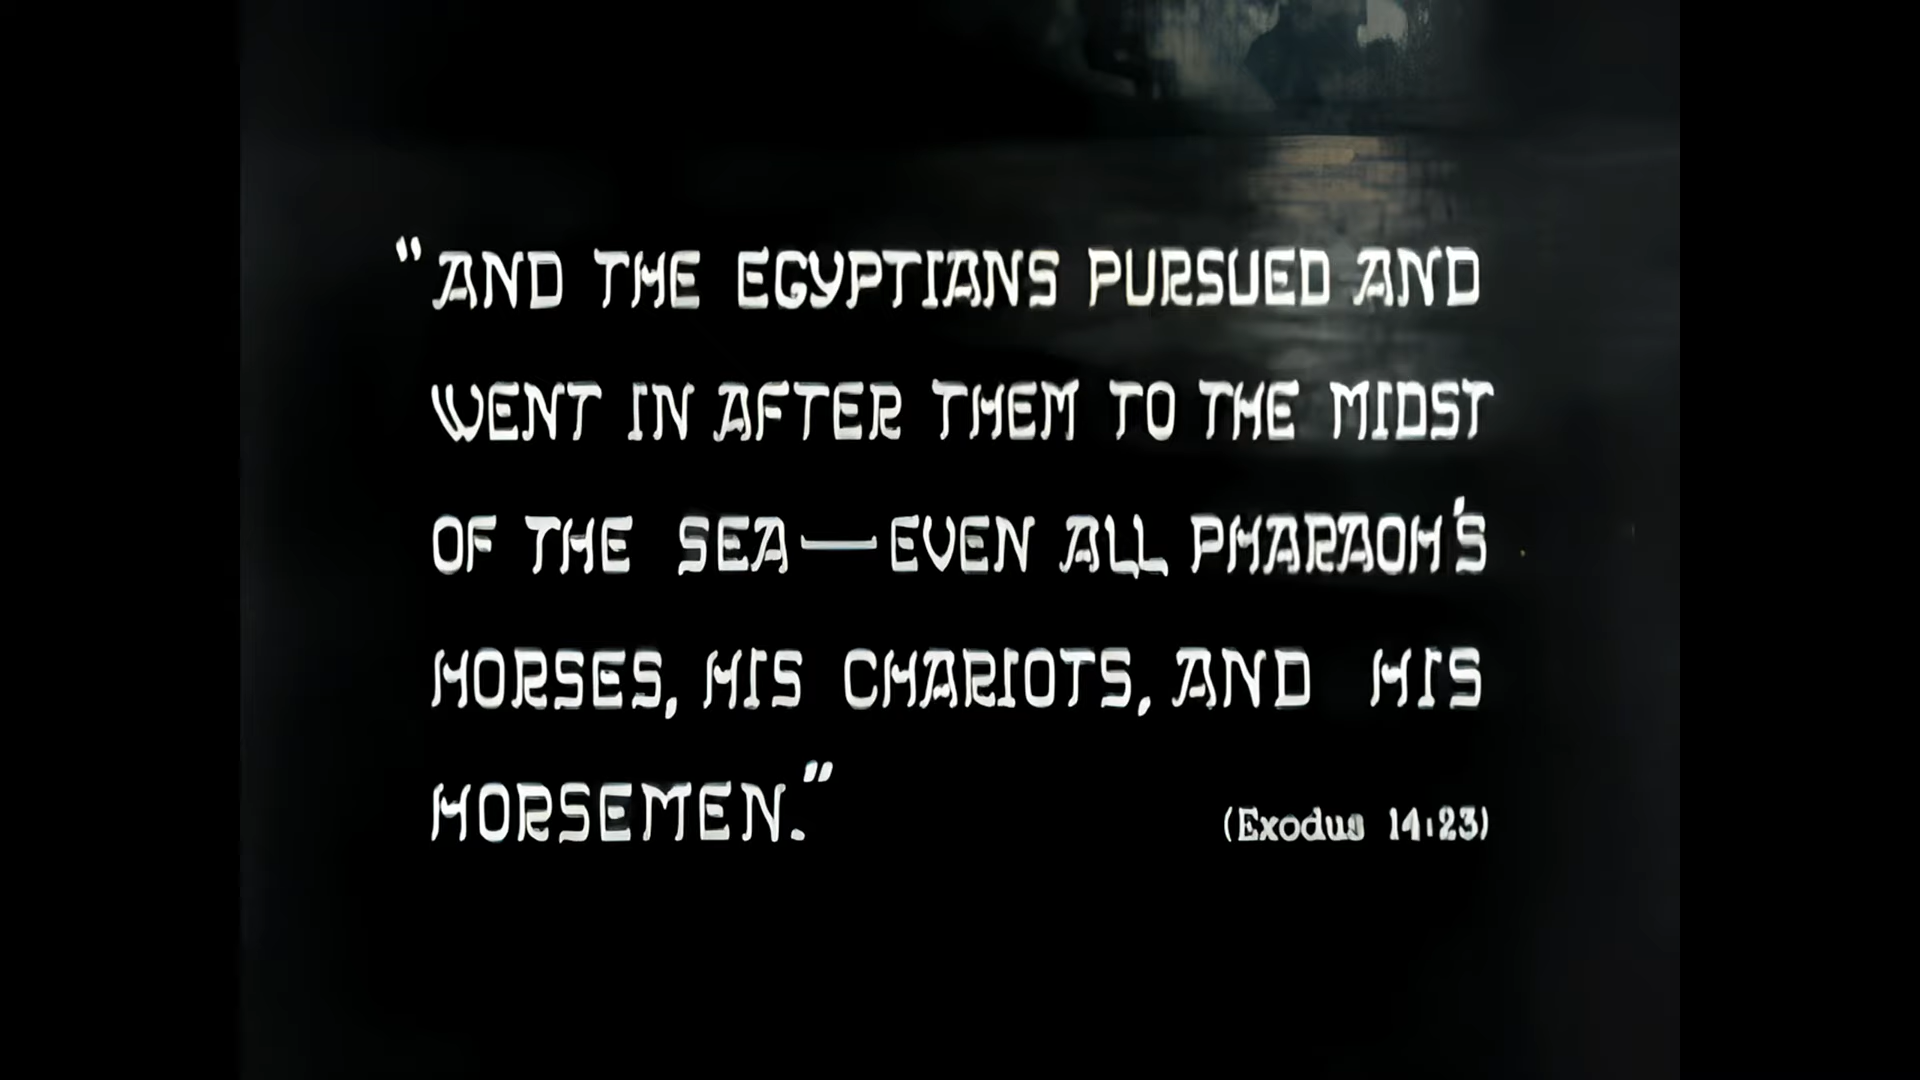 "AND THE EGYPTIANS PURSUED AND
WENT IN AFTER THEM TO THE MIDST
OF THE SEA—EVEN ALL PHARAOH'S
HORSES, HIS CHARIOTS, AND HIS
HORSEMEN."
(Exodus 14:23)